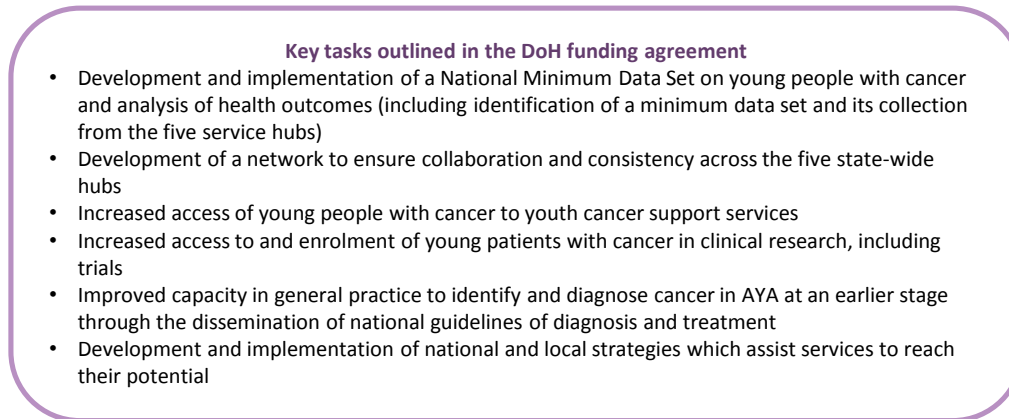 Key tasks outlined in the DoH funding agreement
• Development and implementation of a National Minimum Data Set on young people with cancer
and analysis of health outcomes (including identification of a minimum data set and its collection
from the five service hubs)
• Development of a network to ensure collaboration and consistency across the five state-wide
hubs
• Increased access of young people with cancer to youth cancer support services
• Increased access to and enrolment of young patients with cancer in clinical research, including
trials
• Improved capacity in general practice to identify and diagnose cancer in AYA at an earlier stage
through the dissemination of national guidelines of diagnosis and treatment
• Development and implementation of national and local strategies which assist services to reach
their potential